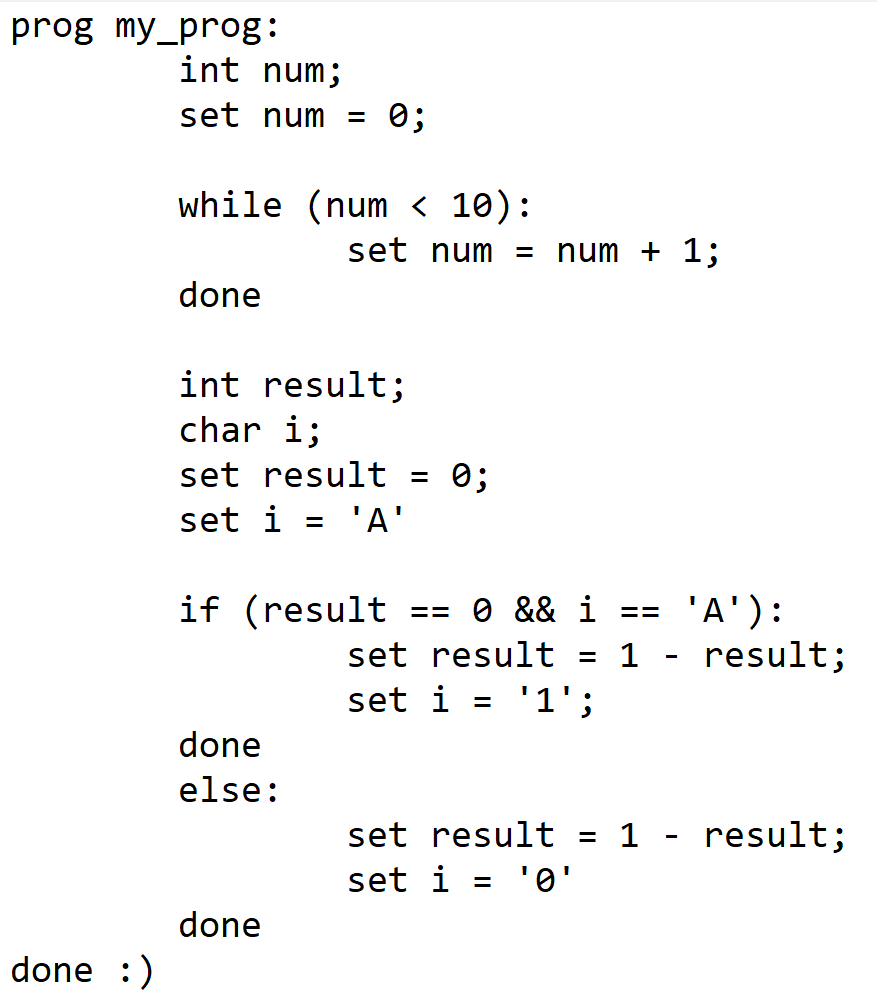 prog my_prog:
int num;
set num = 0;
while (num < 10):
set num = num + 1;
done
int result;
char i;
set result = 0;
set i = 'A'
if (result == 0 && i == 'A'):
set result = 1 - result;
set i = '1';
done
else:
set result = 1 - result;
set i = '0'
done
done :)